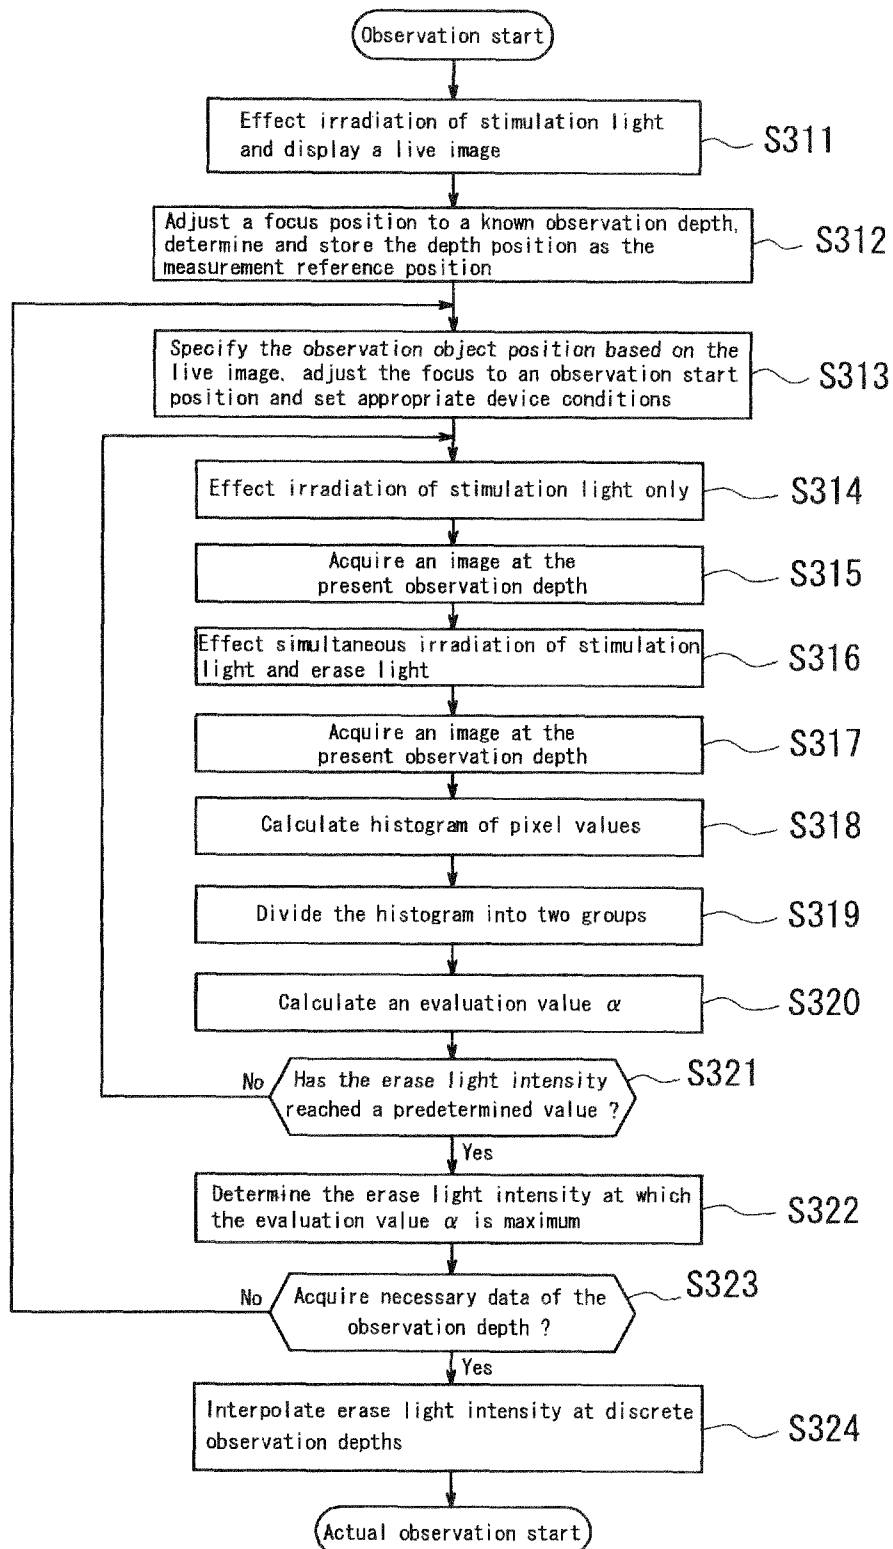 Observation start
Effect irradiation of stimulation light
and display a live image
S311
Adjust a focus position to a known observation depth,
determine and store the depth position as the
measurement reference position
S312
Specify the observation object position based on the
live image, adjust the focus to an observation start
position and set appropriate device conditions
S313
Effect irradiation of stimulation light only
S314
Acquire an image at the
present observation depth
S315
Effect simultaneous irradiation of stimulation
light and erase light
S316
Acquire an image at the
present observation depth
S317
Calculate histogram of pixel values
S318
Divide the histogram into two groups
S319
Calculate an evaluation value α
S320
Has the erase light intensity
reached a predetermined value ?
S321
No
Yes
Determine the erase light intensity at which
the evaluation value α is maximum
S322
Acquire necessary data of the
observation depth ?
S323
No
Yes
Interpolate erase light intensity at discrete
observation depths
S324
Actual observation start